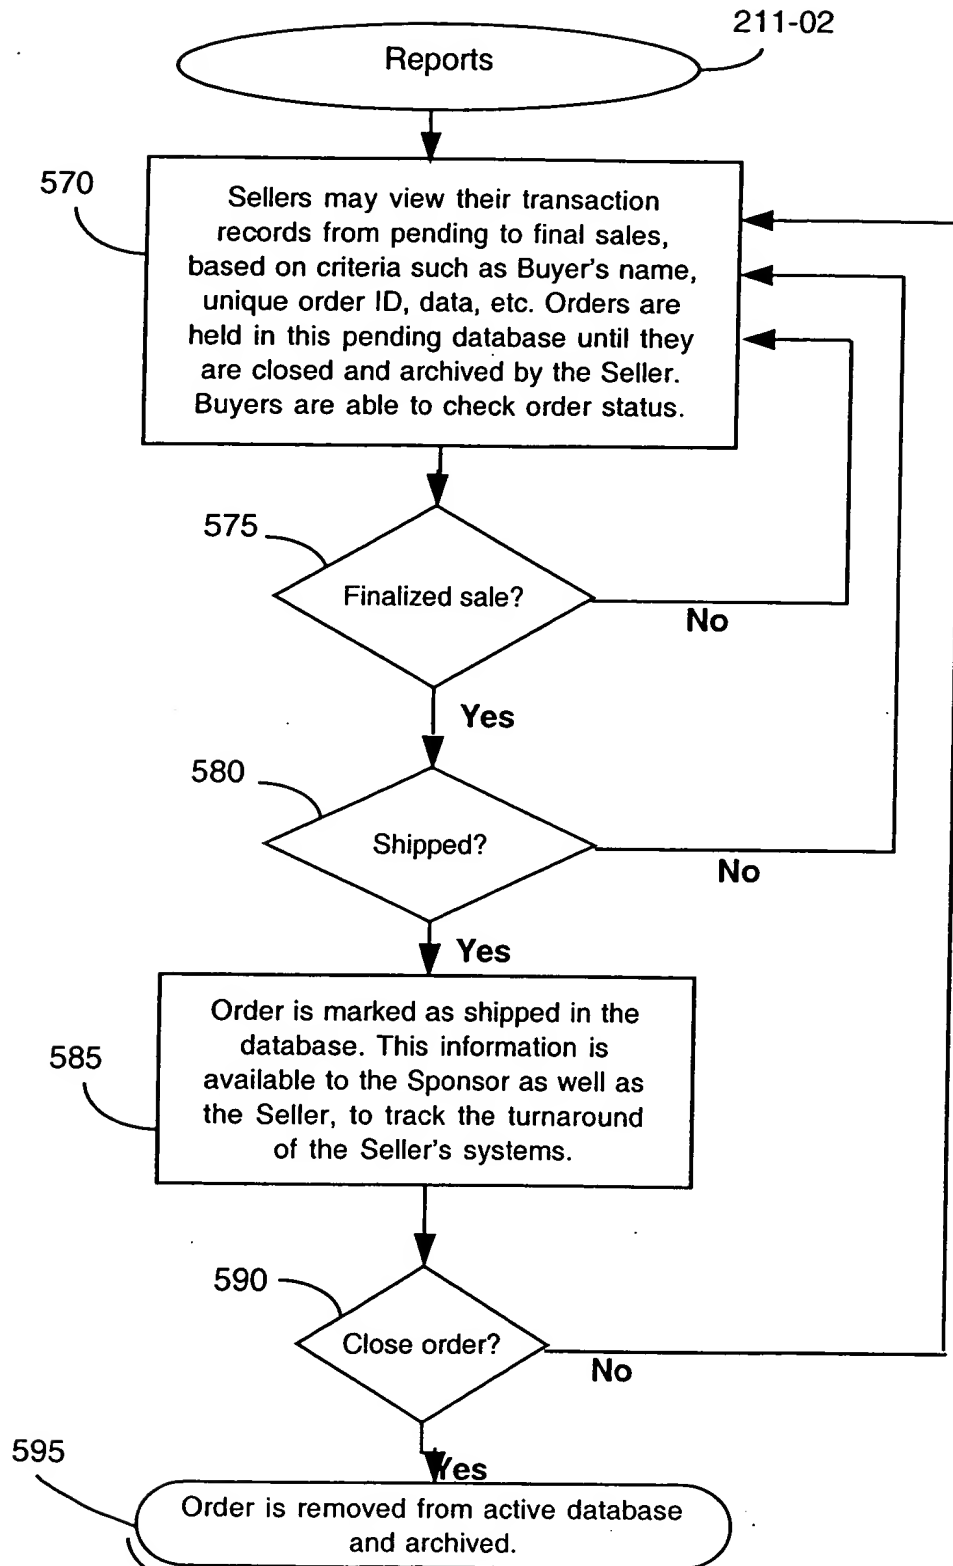 211-02
Reports
570
Sellers may view their transaction
records from pending to final sales,
based on criteria such as Buyer's name,
unique order ID, data, etc. Orders are
held in this pending database until they
are closed and archived by the Seller.
Buyers are able to check order status.
575
Finalized sale?
No
Yes
580
Shipped?
No
Yes
585
Order is marked as shipped in the
database. This information is
available to the Sponsor as well as
the Seller, to track the turnaround
of the Seller's systems.
590
Close order?
No
Yes
595
Order is removed from active database
and archived.